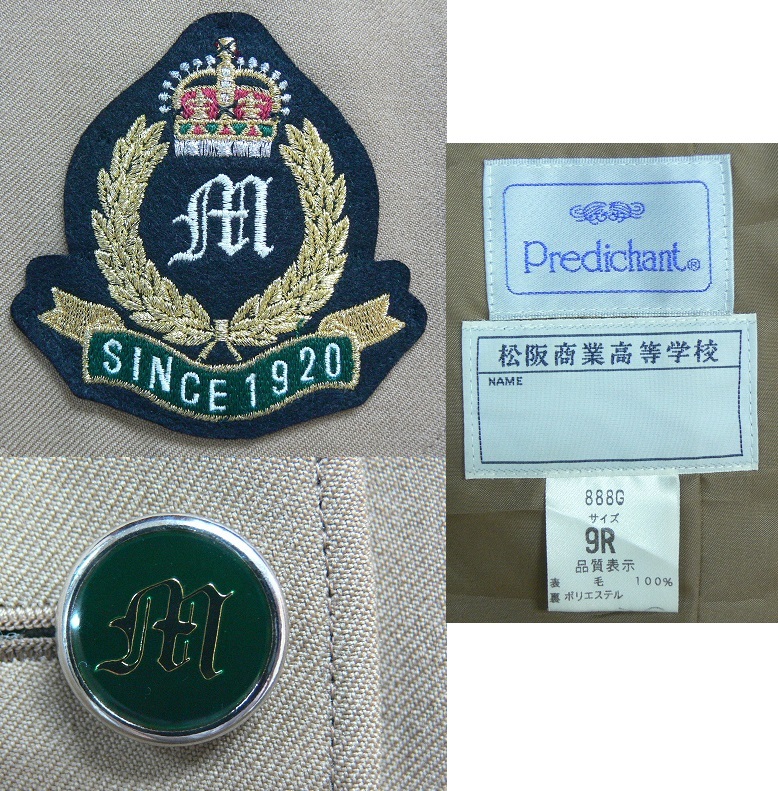 M
SINCE 1920
M
Predichant®
松阪商業高等学校
NAME
888G
サイズ
9R
品質表示
表 毛 100%
裏 ポリエステル